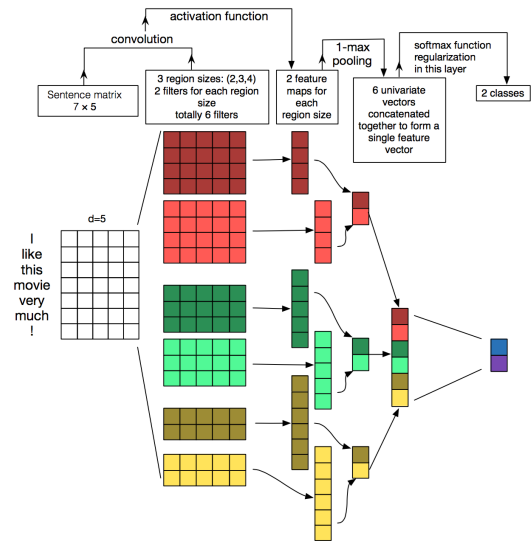 activation function
convolution
1-max
pooling
softmax function
regularization
in this layer
Sentence matrix
7 × 5
3 region sizes: (2,3,4)
2 filters for each region
size
totally 6 filters
2 feature
maps for
each
region size
6 univariate
vectors
concatenated
together to form a
single feature
vector
2 classes
d=5
I
like
this
movie
very
much
!